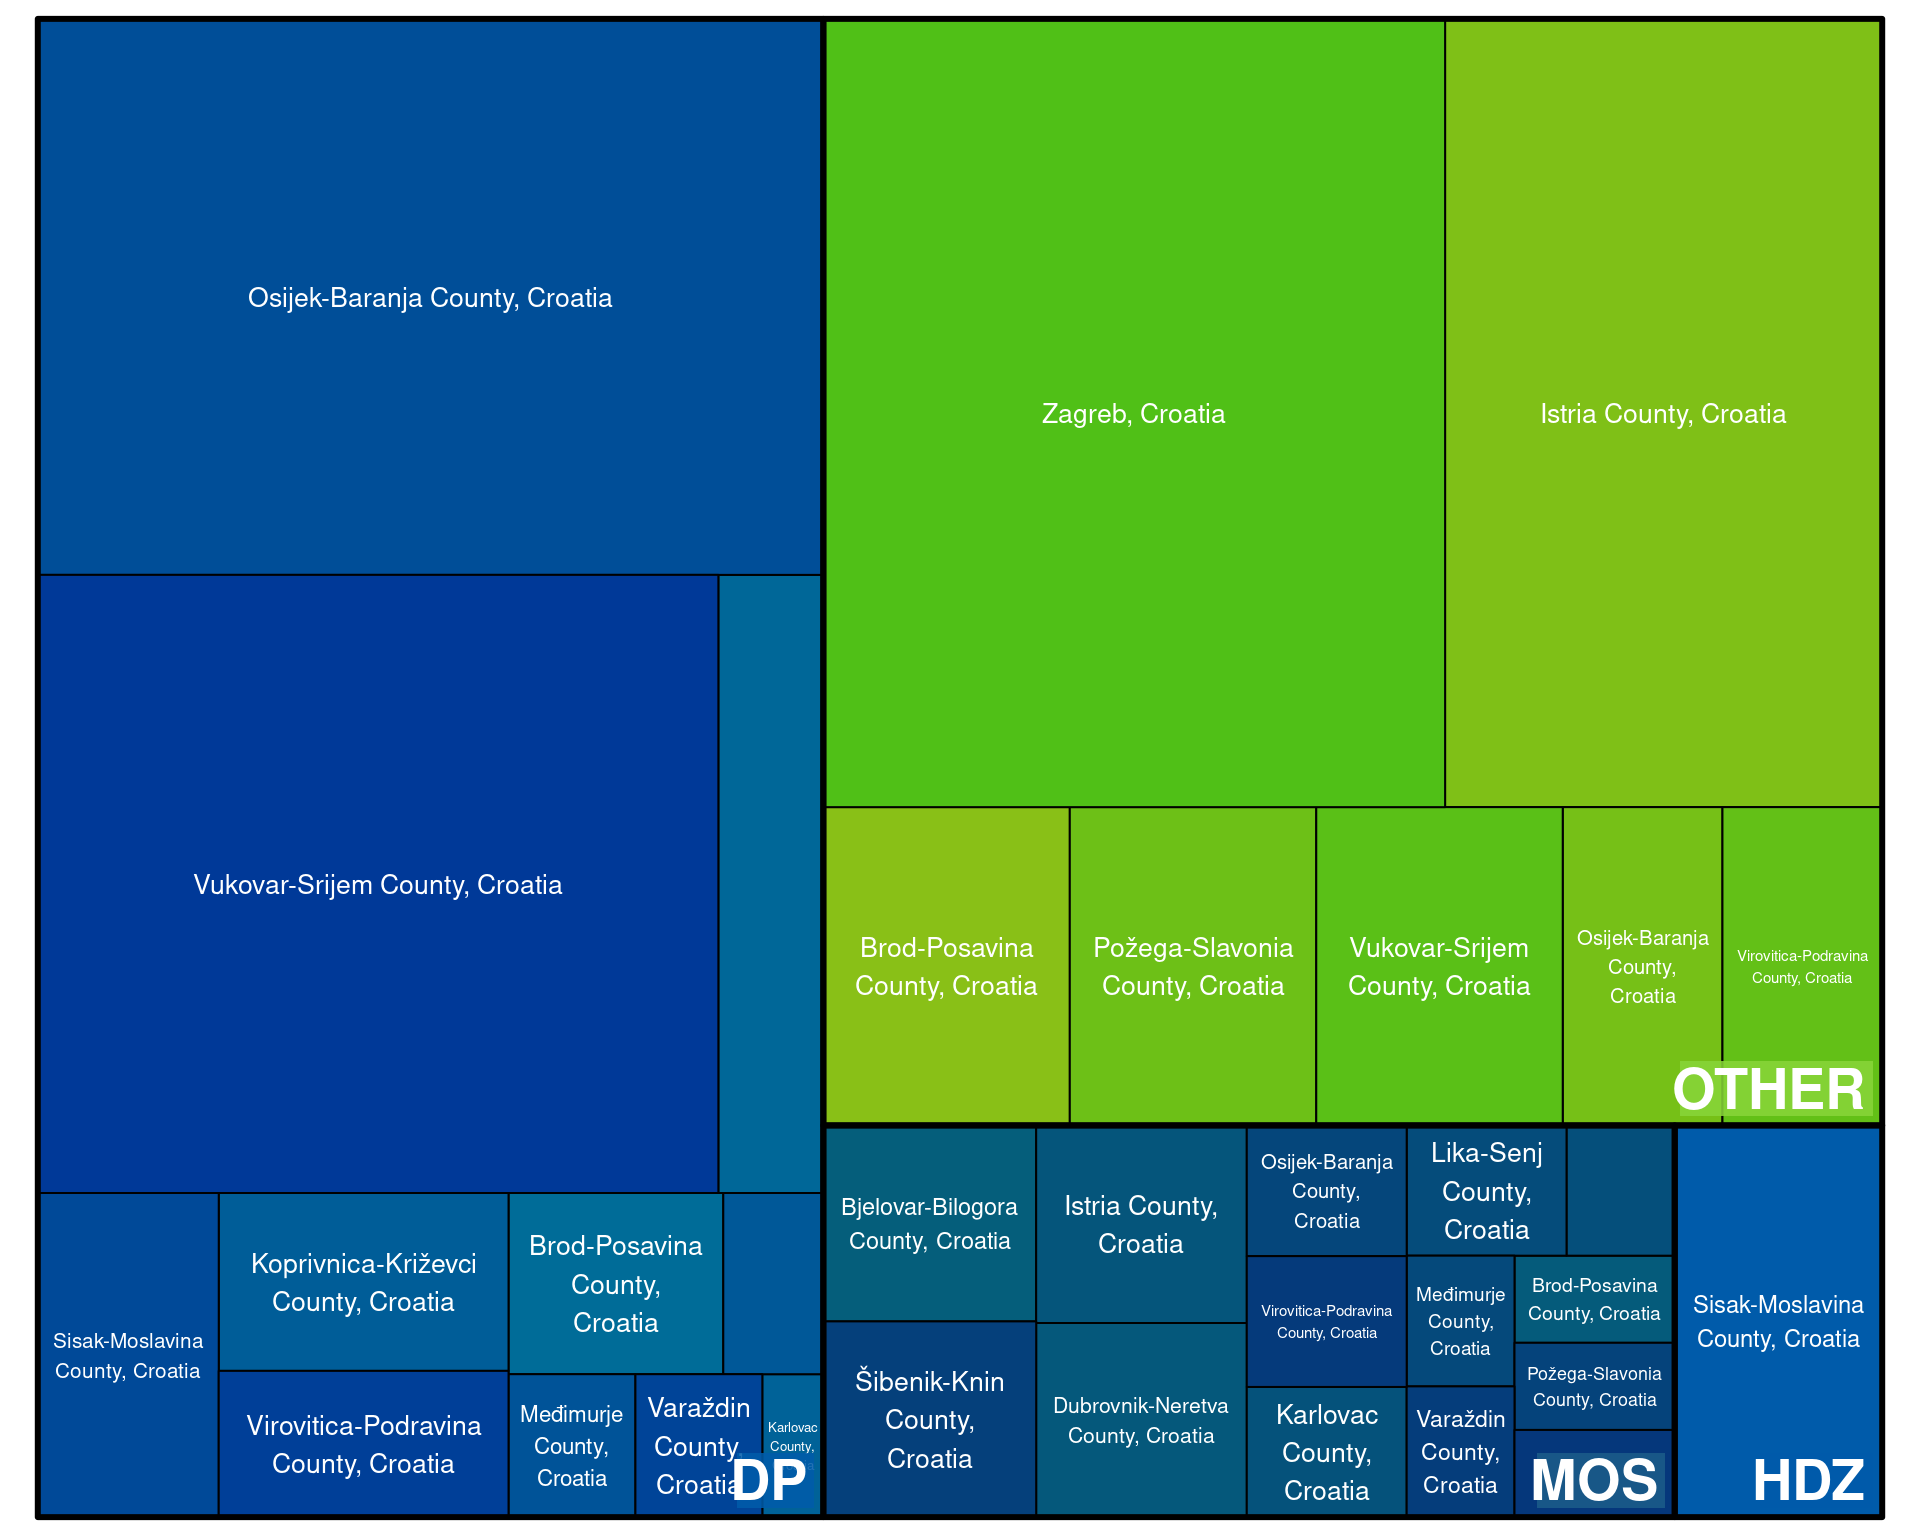 Osijek-Baranja County, Croatia
Vukovar-Srijem County, Croatia
Sisak-Moslavina
County, Croatia
Koprivnica-Križevci
County, Croatia
Virovitica-Podravina
County, Croatia
Brod-Posavina
County,
Croatia
Međimurje
County,
Croatia
Varaždin
County,
Croatia
Karlovac
County,
DP
Zagreb, Croatia
Istria County, Croatia
Brod-Posavina
County, Croatia
Požega-Slavonia
County, Croatia
Vukovar-Srijem
County, Croatia
Osijek-Baranja
County,
Croatia
Virovitica-Podravina
County, Croatia
OTHER
Bjelovar-Bilogora
County, Croatia
Šibenik-Knin
County,
Croatia
Istria County,
Croatia
Dubrovnik-Neretva
County, Croatia
Osijek-Baranja
County,
Croatia
Virovitica-Podravina
County, Croatia
Karlovac
County,
Croatia
Lika-Senj
County,
Croatia
Međimurje
County,
Croatia
Varaždin
County,
Croatia
Brod-Posavina
County, Croatia
Požega-Slavonia
County, Croatia
MOS
Sisak-Moslavina
County, Croatia
HDZ